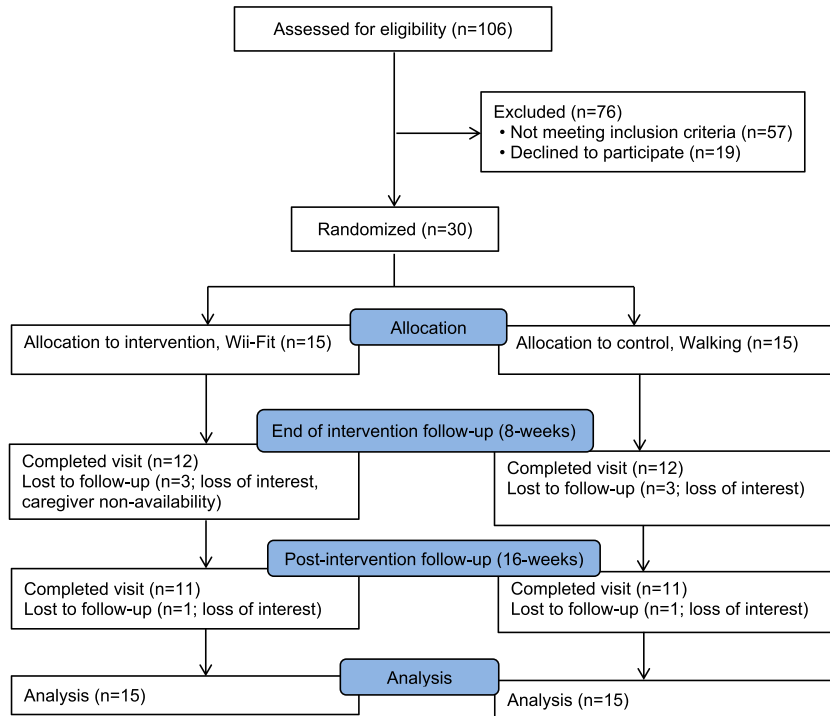 Assessed for eligibility (n=106)
Excluded (n=76)
• Not meeting inclusion criteria (n=57)
• Declined to participate (n=19)
Randomized (n=30)
Allocation
Allocation to intervention, Wii-Fit (n=15)
Allocation to control, Walking (n=15)
End of intervention follow-up (8-weeks)
Completed visit (n=12)
Lost to follow-up (n=3; loss of interest,
caregiver non-availability)
Completed visit (n=12)
Lost to follow-up (n=3; loss of interest)
Post-intervention follow-up (16-weeks)
Completed visit (n=11)
Lost to follow-up (n=1; loss of interest)
Completed visit (n=11)
Lost to follow-up (n=1; loss of interest)
Analysis
Analysis (n=15)
Analysis (n=15)